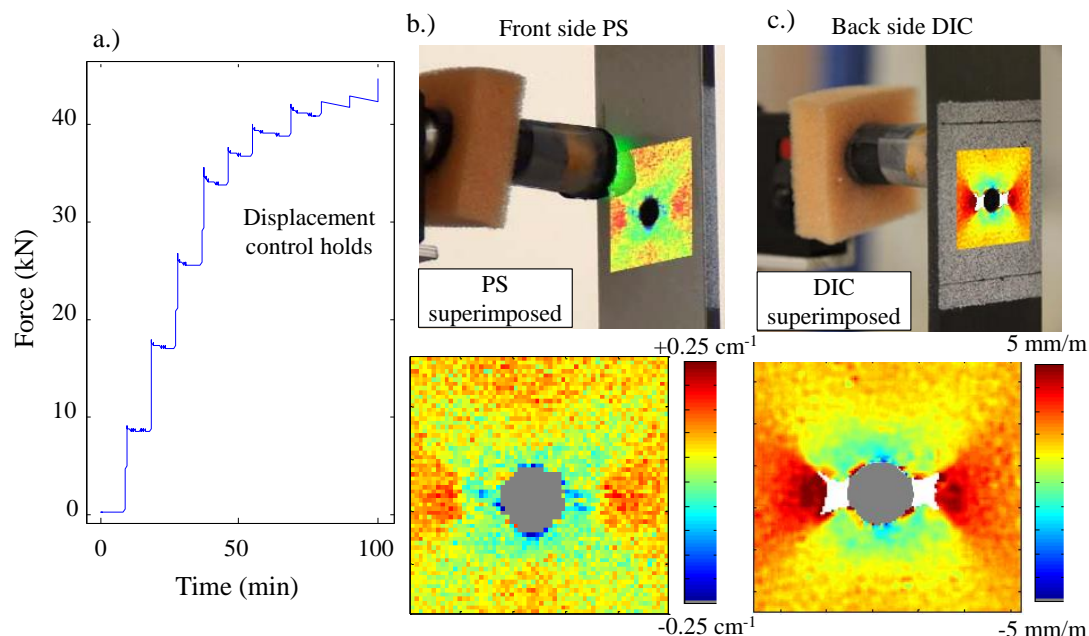 a.)
40
30
20
10
0
Force (kN)
Displacement
control holds
0
50
100
Time (min)
b.)
Front side PS
PS
superimposed
+0.25 cm⁻¹
-0.25 cm⁻¹
c.)
Back side DIC
DIC
superimposed
5 mm/m
-5 mm/m